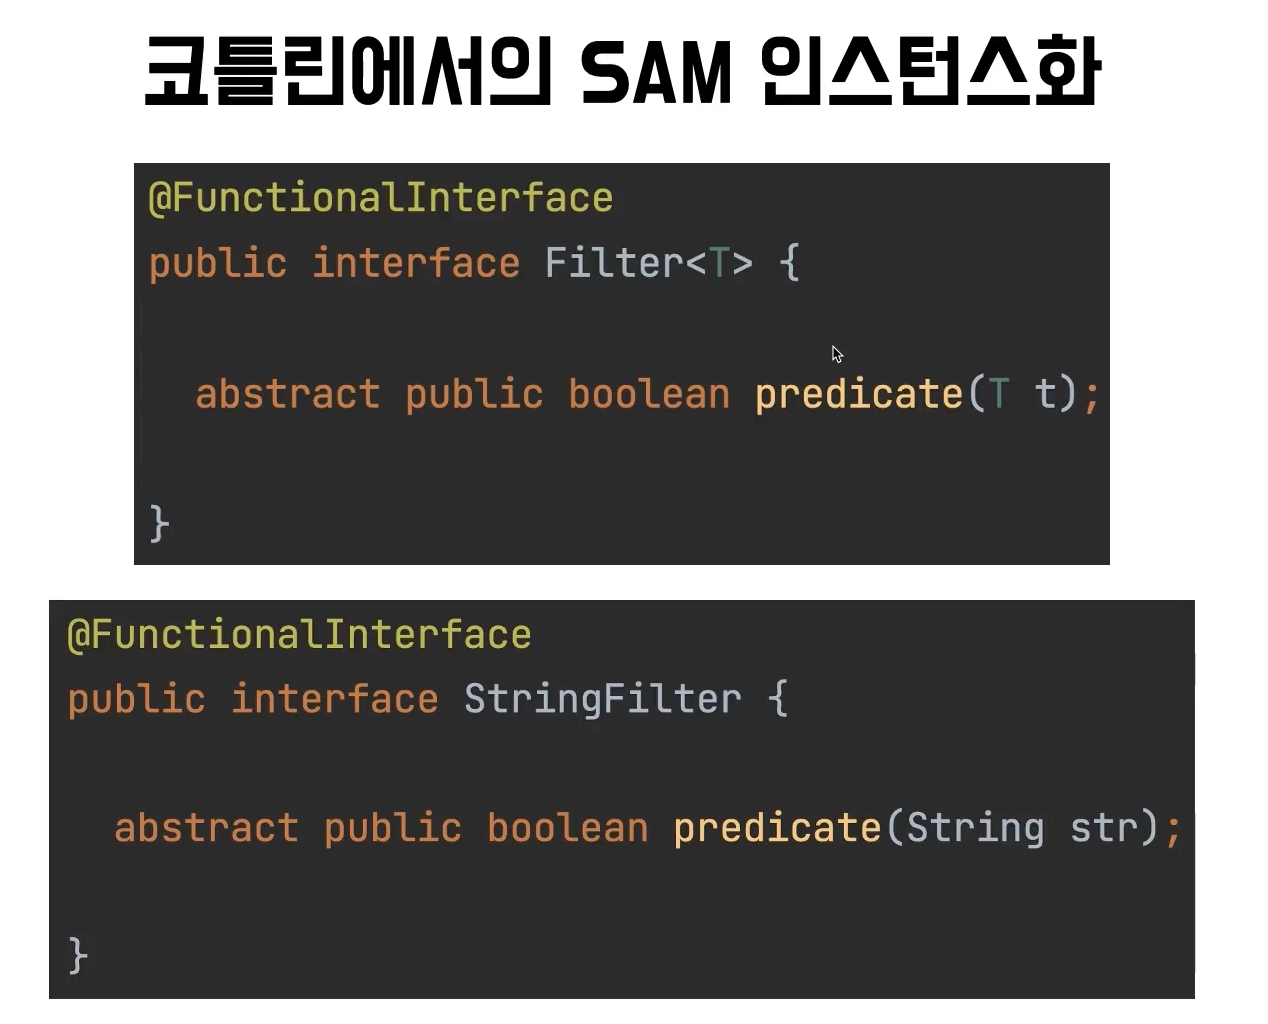 코틀린에서의 SAM 인스턴스화
@FunctionalInterface
public interface Filter<T> {
abstract public boolean predicate(T t);
}
@FunctionalInterface
public interface StringFilter {
abstract public boolean predicate(String str);
}